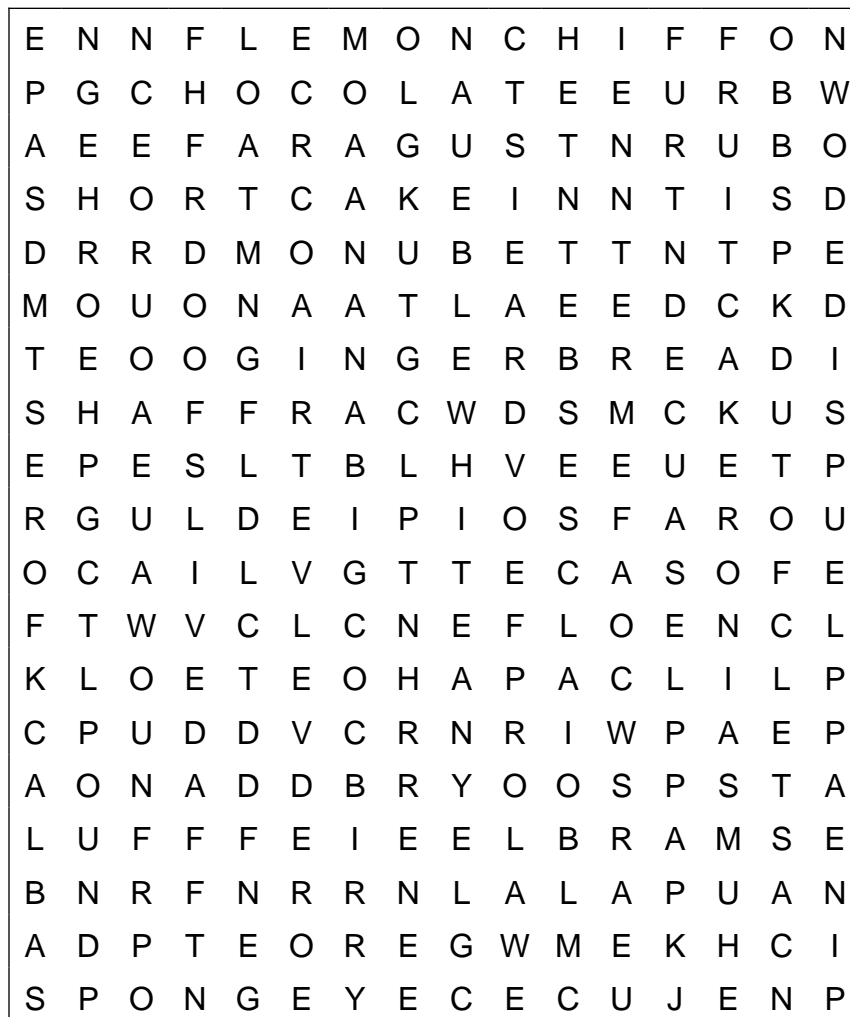 E N N F L E M O N C H I F F O N
P G C H O C O L A T E E U R B W
A E E F A R A G U S T N R U B O
S H O R T C A K E I N N T I S D
D R R D M O N U B E T T N T P E
M O U O N A A T L A E E D C K D
T E O O G I N G E R B R E A D I
S H A F F R A C W D S M C K U S
E P E S L T B L H V E E U E T P
R G U L D E I P I O S F A R O U
O C A I L V G T T E C A S O F E
F T W V C L C N E F L O E N C L
K L O E T E O H A P A C L I L P
C P U D D V C R N R I W P A E P
A O N A D D B R Y O O S P S T A
L U F F F E I E E L B R A M S E
B N R F N R R N L A L A P U A N
A D P T E O R E G W M E K H C I
S P O N G E Y E C E C U J E N P